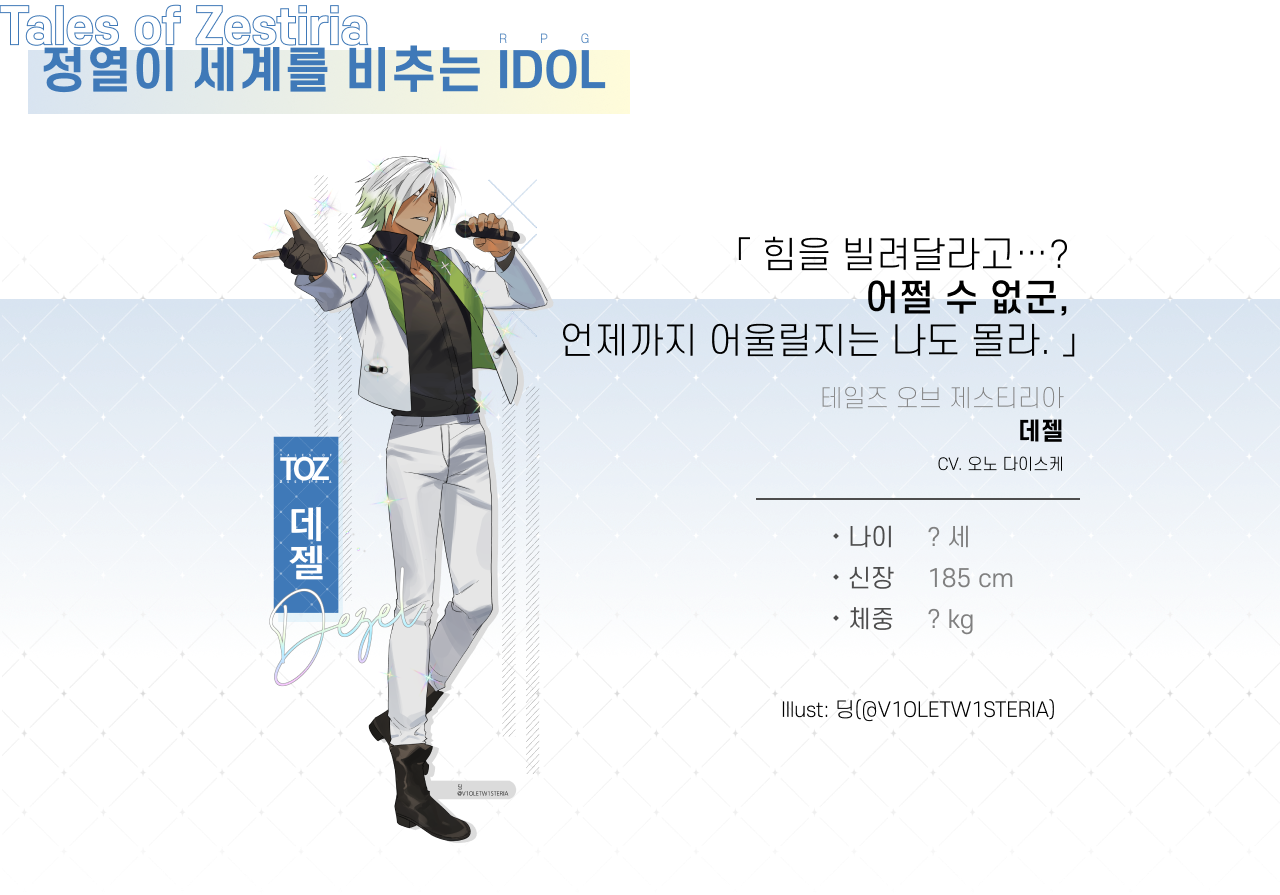 Tales of Zestiria
RPG
정열이 세계를 비추는 IDOL
「 힘을 빌려달라고…?
어쩔 수 없군,
언제까지 어울릴지는 나도 몰라. 」
테일즈 오브 제스티리아
데젤
CV. 오노 다이스케
TALES OF
TOZ
ZESTIRIA
데젤
Dezel
· 나이 ? 세
· 신장 185 cm
· 체중 ? kg
Illust: 딩(@V1OLETW1STERIA)
딩
@V1OLETW1STERIA